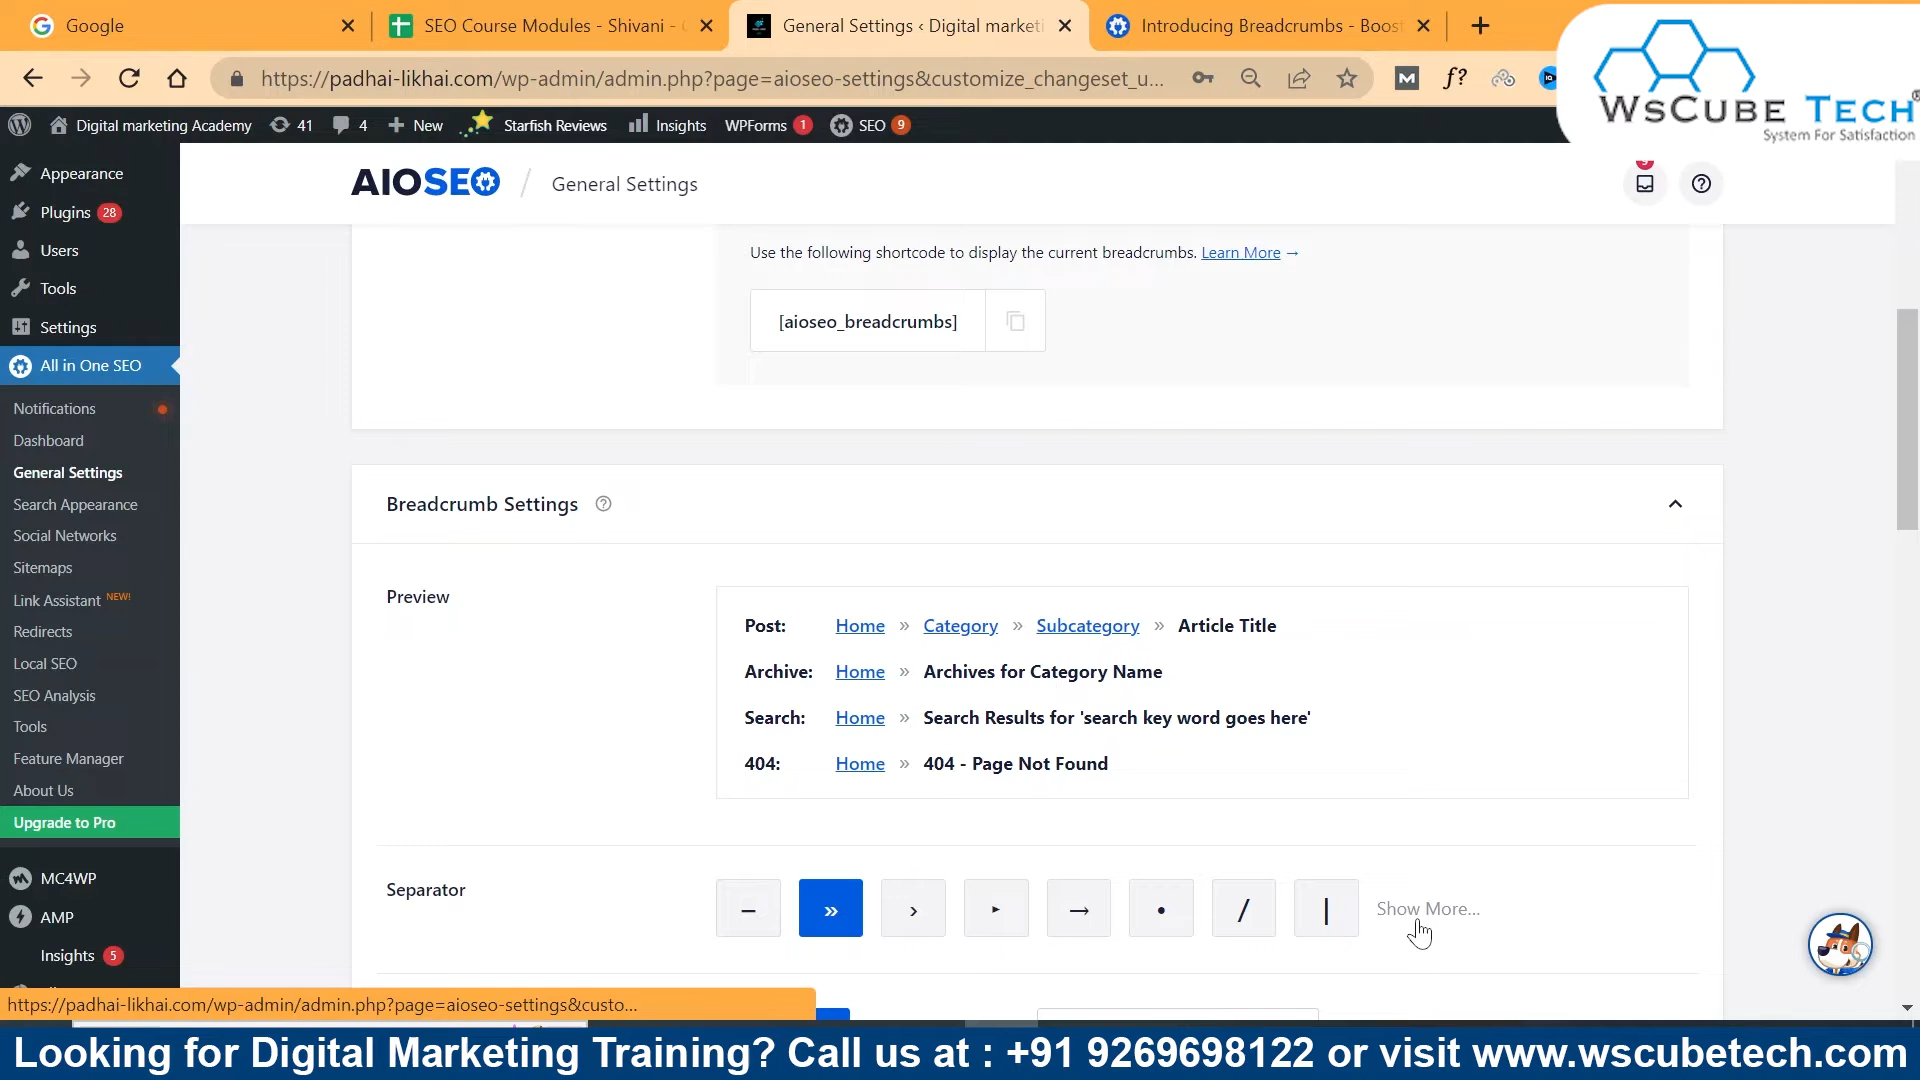 Google
SEO Course Modules - Shivani -
General Settings ‹ Digital marketi
Introducing Breadcrumbs - Boost
https://padhai-likhai.com/wp-admin/admin.php?page=aioseo-settings&customize_changeset_u...
WsCube Tech®
System For Satisfaction
Digital marketing Academy
41
4
+ New
Starfish Reviews
Insights
WPForms 1
SEO 9
Appearance
Plugins 28
Users
Tools
Settings
All in One SEO
Notifications
Dashboard
General Settings
Search Appearance
Social Networks
Sitemaps
Link Assistant NEW!
Redirects
Local SEO
SEO Analysis
Tools
Feature Manager
About Us
Upgrade to Pro
MC4WP
AMP
Insights 5
AIOSEO / General Settings
Use the following shortcode to display the current breadcrumbs. Learn More →
[aioseo_breadcrumbs]
Breadcrumb Settings
Preview
Post: Home » Category » Subcategory » Article Title
Archive: Home » Archives for Category Name
Search: Home » Search Results for 'search key word goes here'
404: Home » 404 - Page Not Found
Separator
– » › ▸ → • / |
Show More...
https://padhai-likhai.com/wp-admin/admin.php?page=aioseo-settings&custo...
Looking for Digital Marketing Training? Call us at : +91 9269698122 or visit www.wscubetech.com